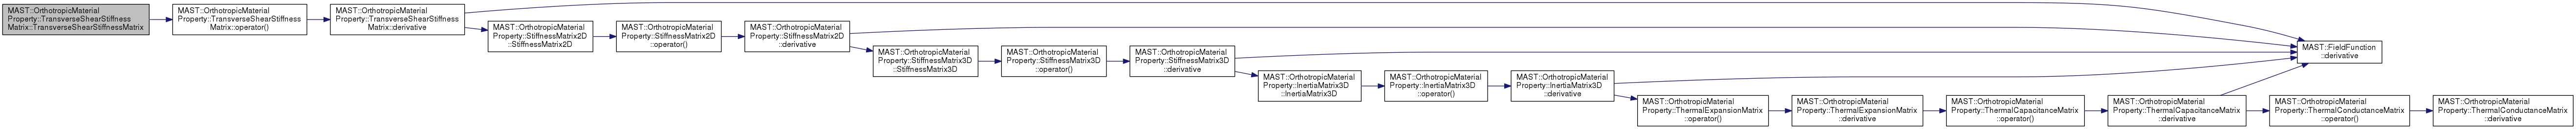 MAST::OrthotropicMaterial
Property::TransverseShearStiffness
Matrix::TransverseShearStiffnessMatrix
MAST::OrthotropicMaterial
Property::TransverseShearStiffness
Matrix::operator()
MAST::OrthotropicMaterial
Property::TransverseShearStiffness
Matrix::derivative
MAST::OrthotropicMaterial
Property::StiffnessMatrix2D
::StiffnessMatrix2D
MAST::OrthotropicMaterial
Property::StiffnessMatrix2D
::operator()
MAST::OrthotropicMaterial
Property::StiffnessMatrix2D
::derivative
MAST::OrthotropicMaterial
Property::StiffnessMatrix3D
::StiffnessMatrix3D
MAST::OrthotropicMaterial
Property::StiffnessMatrix3D
::operator()
MAST::OrthotropicMaterial
Property::StiffnessMatrix3D
::derivative
MAST::FieldFunction
::derivative
MAST::OrthotropicMaterial
Property::InertiaMatrix3D
::InertiaMatrix3D
MAST::OrthotropicMaterial
Property::InertiaMatrix3D
::operator()
MAST::OrthotropicMaterial
Property::InertiaMatrix3D
::derivative
MAST::OrthotropicMaterial
Property::ThermalExpansionMatrix
::operator()
MAST::OrthotropicMaterial
Property::ThermalExpansionMatrix
::derivative
MAST::OrthotropicMaterial
Property::ThermalCapacitanceMatrix
::operator()
MAST::OrthotropicMaterial
Property::ThermalCapacitanceMatrix
::derivative
MAST::OrthotropicMaterial
Property::ThermalConductanceMatrix
::operator()
MAST::OrthotropicMaterial
Property::ThermalConductanceMatrix
::derivative